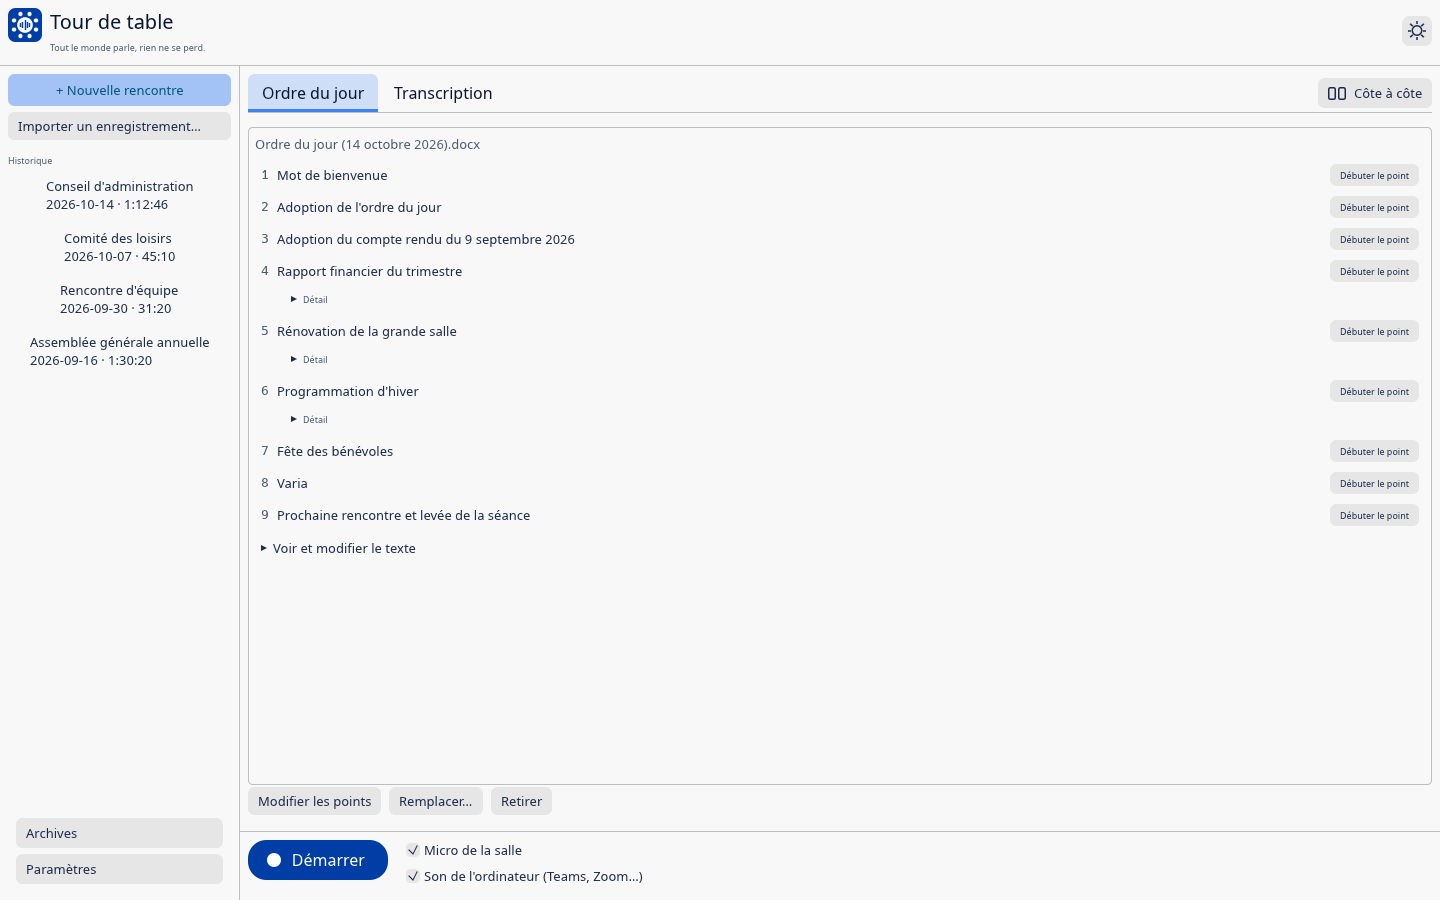 Tour de table
Tout le monde parle, rien ne se perd.
+ Nouvelle rencontre
Importer un enregistrement...
Historique
Conseil d'administration
2026-10-14 · 1:12:46
Comité des loisirs
2026-10-07 · 45:10
Rencontre d'équipe
2026-09-30 · 31:20
Assemblée générale annuelle
2026-09-16 · 1:30:20
Archives
Paramètres
Ordre du jour
Transcription
Côte à côte
Ordre du jour (14 octobre 2026).docx
1 Mot de bienvenue Débuter le point
2 Adoption de l'ordre du jour Débuter le point
3 Adoption du compte rendu du 9 septembre 2026 Débuter le point
4 Rapport financier du trimestre Débuter le point
▸ Détail
5 Rénovation de la grande salle Débuter le point
▸ Détail
6 Programmation d'hiver Débuter le point
▸ Détail
7 Fête des bénévoles Débuter le point
8 Varia Débuter le point
9 Prochaine rencontre et levée de la séance Débuter le point
▸ Voir et modifier le texte
Modifier les points
Remplacer...
Retirer
Démarrer
Micro de la salle
Son de l'ordinateur (Teams, Zoom...)